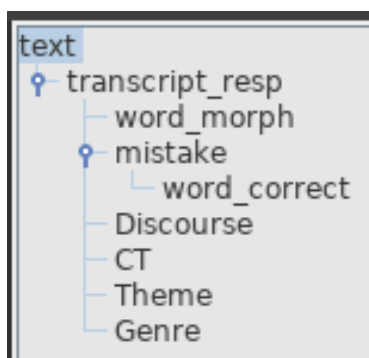 text
transcript_resp
word_morph
mistake
word_correct
Discourse
CT
Theme
Genre